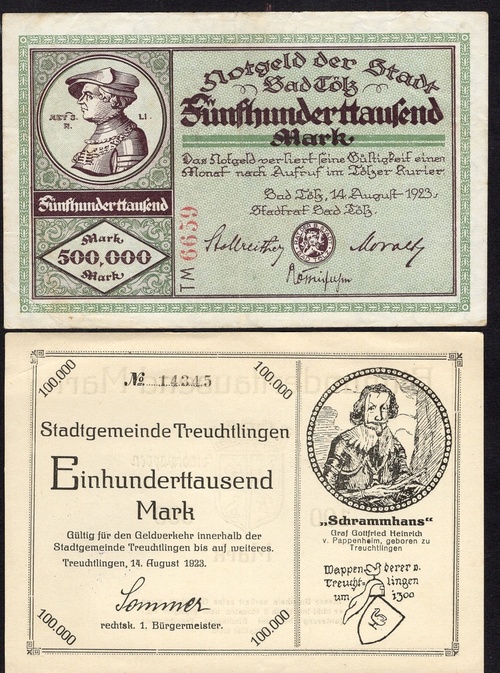 Notgeld der Stadt
Bad Tölz
Fünfhunderttausend
Mark
Das Notgeld verliert seine Gültigkeit einen
Monat nach Aufruf im Tölzer Kurier.
Bad Tölz, 14. August 1923.
Stadtrat Bad Tölz.
LI.
Fünfhunderttausend
Mark
500,000
Mark
TM 6659
100.000
№ 14345
100.000
Stadtgemeinde Treuchtlingen
Einhunderttausend
Mark
Gültig für den Geldverkehr innerhalb der
Stadtgemeinde Treuchtlingen bis auf weiteres.
Treuchtlingen, 14. August 1923.
Sommer
rechtsk. 1. Bürgermeister.
100.000
100.000
„Schrammhans“
Graf Gottfried Heinrich
v. Pappenheim, geboren zu
Treuchtlingen
Wappen derer v.
Treucht lingen
um 1300